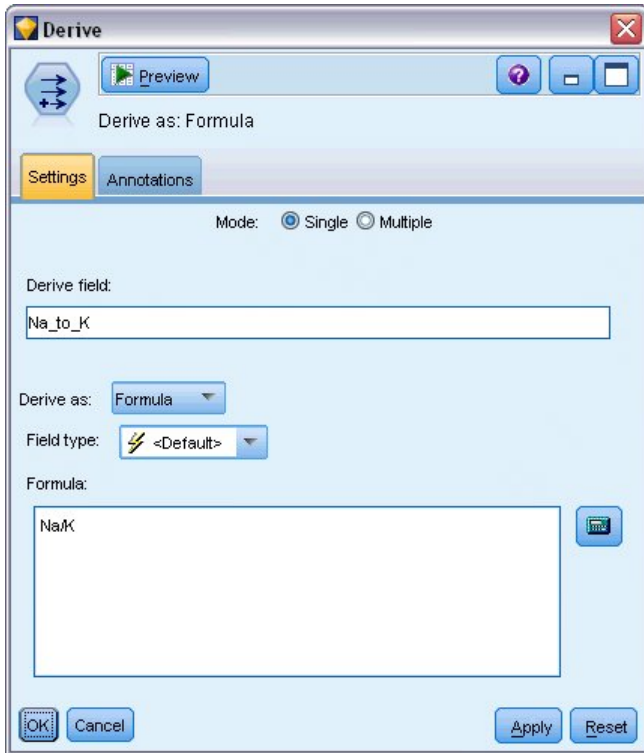 Derive
Preview
Derive as: Formula
Settings Annotations
Mode: Single Multiple
Derive field:
Na_to_K
Derive as: Formula
Field type: <Default>
Formula:
Na/K
OK Cancel Apply Reset